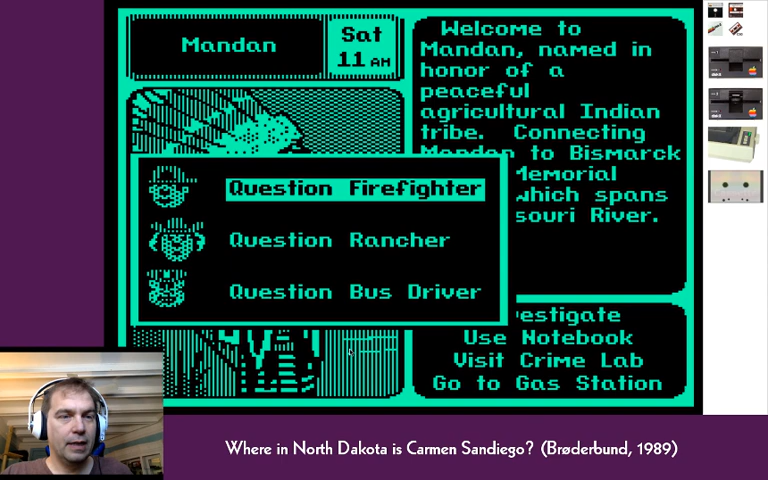 Mandan
Sat
11 AM
Welcome to
Mandan, named in
honor of a
peaceful
agricultural Indian
tribe. Connecting
Mandan to Bismarck
Memorial
which spans
souri River.
Question Firefighter
Question Rancher
Question Bus Driver
estigate
Use Notebook
Visit Crime Lab
Go to Gas Station
Where in North Dakota is Carmen Sandiego? (Brøderbund, 1989)